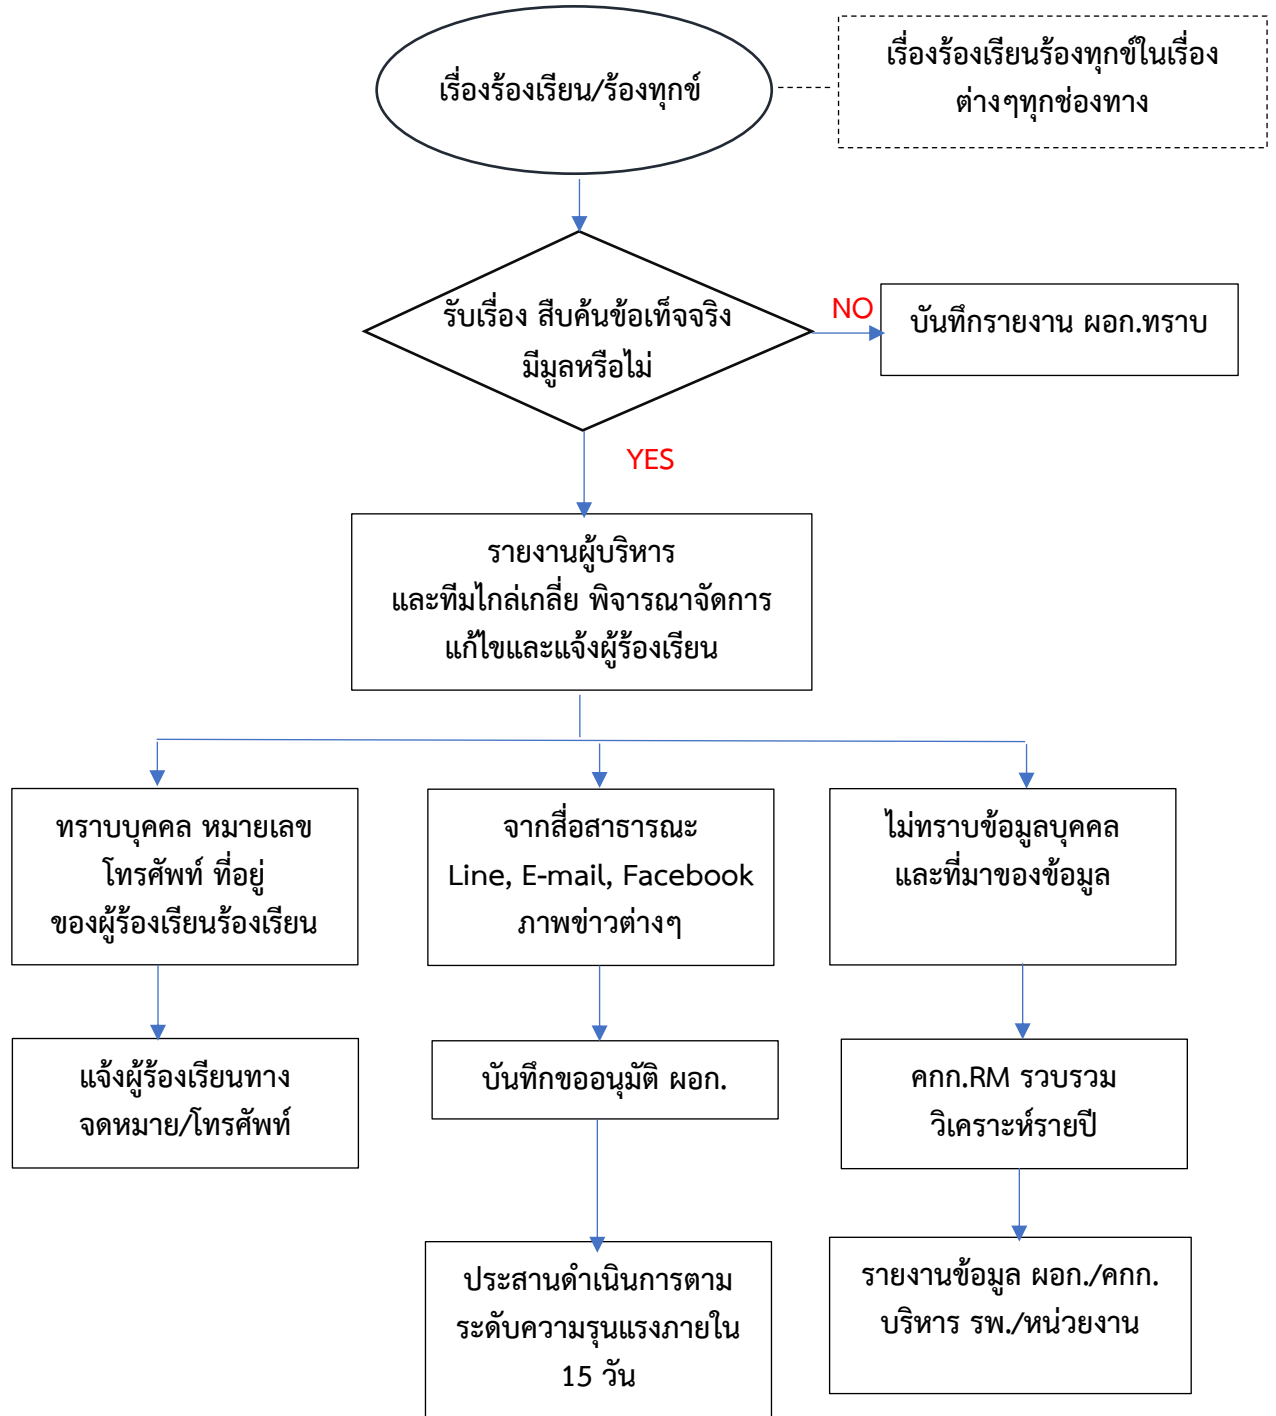 เรื่องร้องเรียน/ร้องทุกข์
เรื่องร้องเรียนร้องทุกข์ในเรื่อง
ต่างๆทุกช่องทาง
รับเรื่อง สืบค้นข้อเท็จจริง
มีมูลหรือไม่
NO
บันทึกรายงาน ผอก.ทราบ
YES
รายงานผู้บริหาร
และทีมไกล่เกลี่ย พิจารณาจัดการ
แก้ไขและแจ้งผู้ร้องเรียน
ทราบบุคคล หมายเลข
โทรศัพท์ ที่อยู่
ของผู้ร้องเรียนร้องเรียน
จากสื่อสาธารณะ
Line, E-mail, Facebook
ภาพข่าวต่างๆ
ไม่ทราบข้อมูลบุคคล
และที่มาของข้อมูล
แจ้งผู้ร้องเรียนทาง
จดหมาย/โทรศัพท์
บันทึกขออนุมัติ ผอก.
คกก.RM รวบรวม
วิเคราะห์รายปี
ประสานดำเนินการตาม
ระดับความรุนแรงภายใน
15 วัน
รายงานข้อมูล ผอก./คกก.
บริหาร รพ./หน่วยงาน